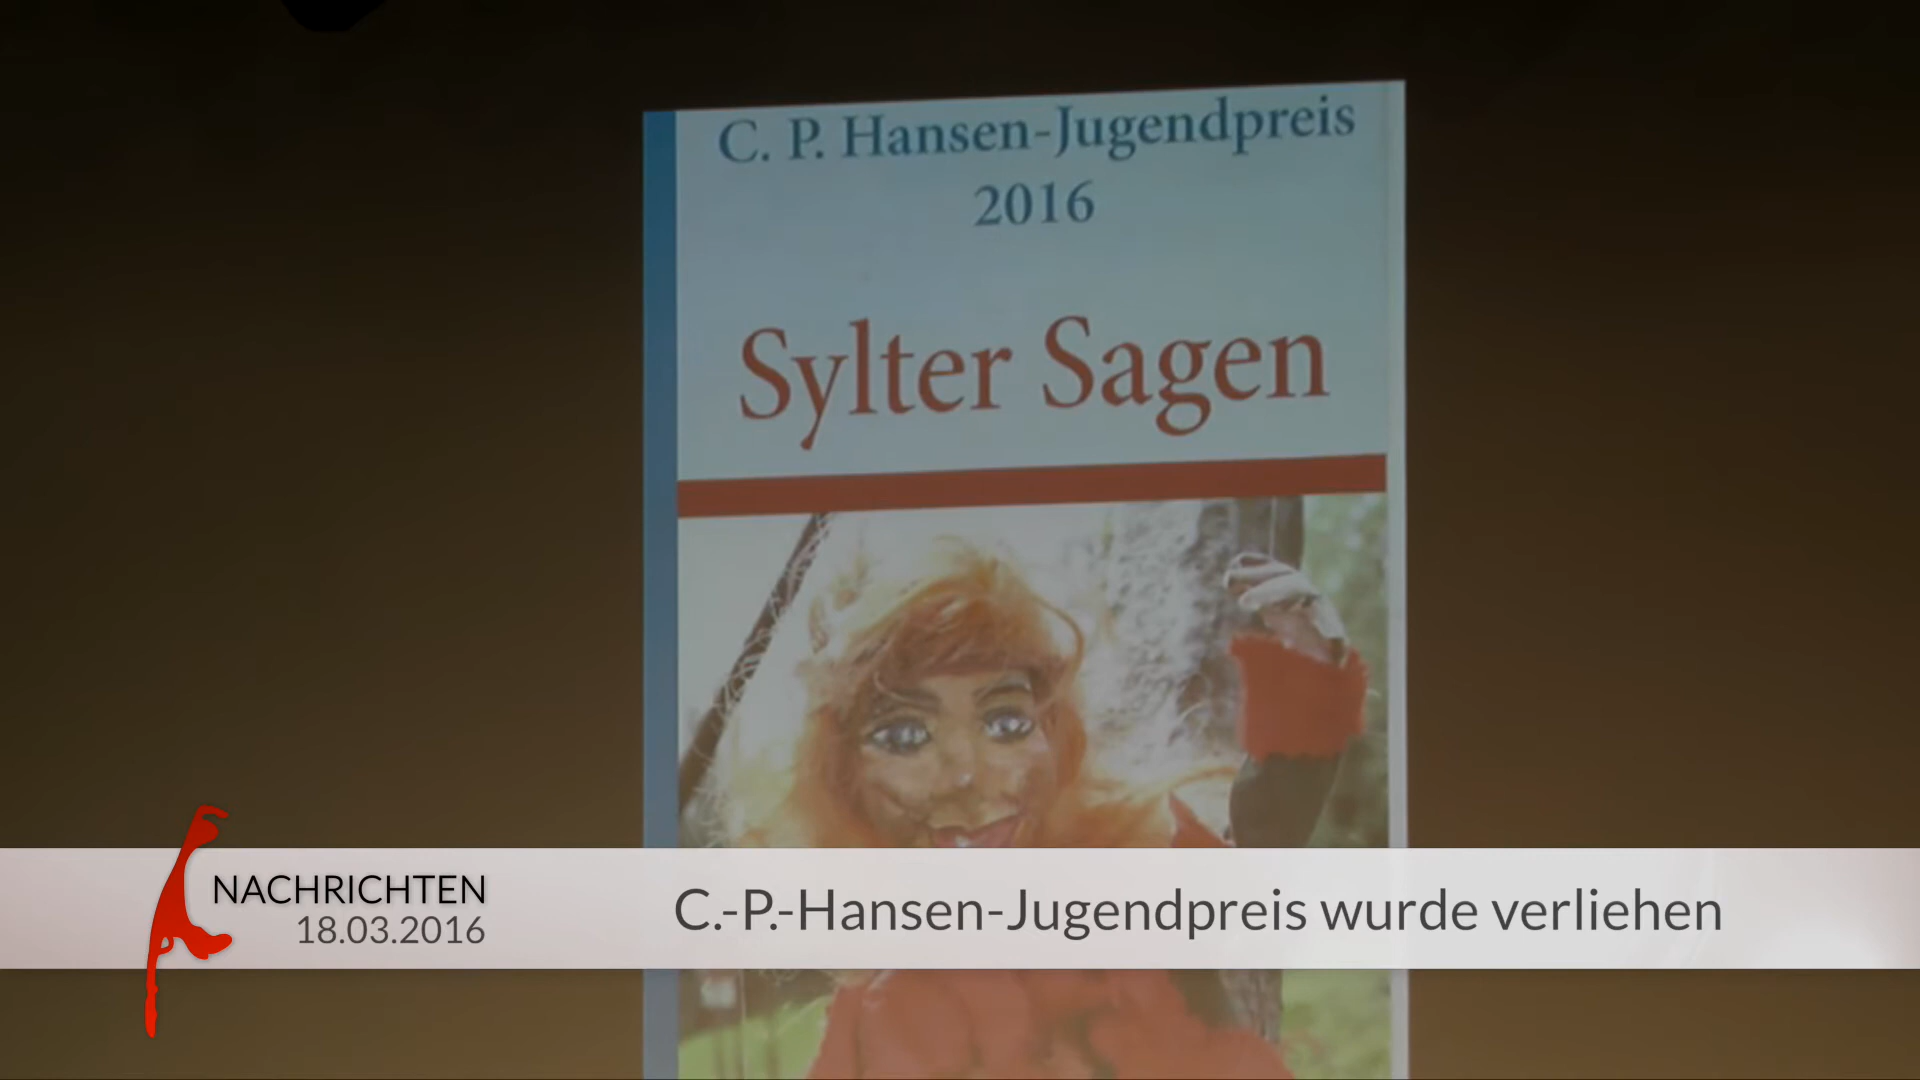 C. P. Hansen-Jugendpreis
2016
Sylter Sagen
NACHRICHTEN
18.03.2016
C.-P.-Hansen-Jugendpreis wurde verliehen